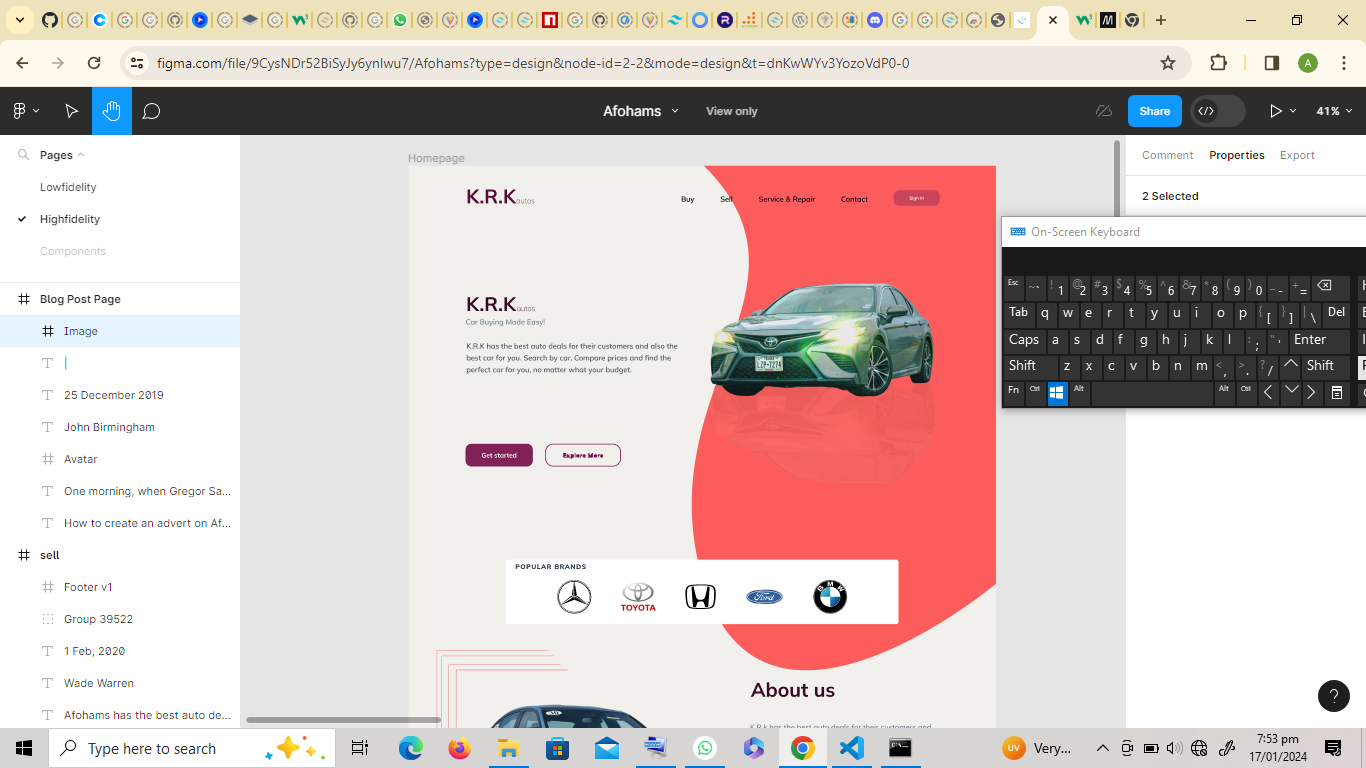 figma.com/file/9CysNDr52BiSyJy6ynIwu7/Afohams?type=design&node-id=2-2&mode=design&t=dnKwWYv3YozoVdP0-0
A
Afohams
View only
Share
41%
Pages
Lowfidelity
Highfidelity
Components
Blog Post Page
Image
|
25 December 2019
John Birmingham
Avatar
One morning, when Gregor Sa...
How to create an advert on Af...
sell
Footer v1
Group 39522
1 Feb, 2020
Wade Warren
Afohams has the best auto de...
Homepage
K.R.K autos
Buy
Sell
Service & Repair
Contact
Sign in
K.R.K autos
Car Buying Made Easy!
K.R.K has the best auto deals for their customers and also the
best car for you. Search by car. Compare prices and find the
perfect car for you, no matter what your budget.
Get started
Explore More
POPULAR BRANDS
TOYOTA
Ford
BMW
About us
K.R.k has the best auto deals for their customers and
Comment
Properties
Export
2 Selected
On-Screen Keyboard
Esc ~ ` ! 1 @ 2 # 3 $ 4 % 5 ^ 6 & 7 * 8 ( 9 ) 0 _ - + =
Tab q w e r t y u i o p { [ } ] | \ Del
Caps a s d f g h j k l : ; " ' Enter
Shift z x c v b n m < , > . ? / Shift
Fn Ctrl Alt Alt Ctrl
?
Type here to search
UV
Very...
7:53 pm
17/01/2024